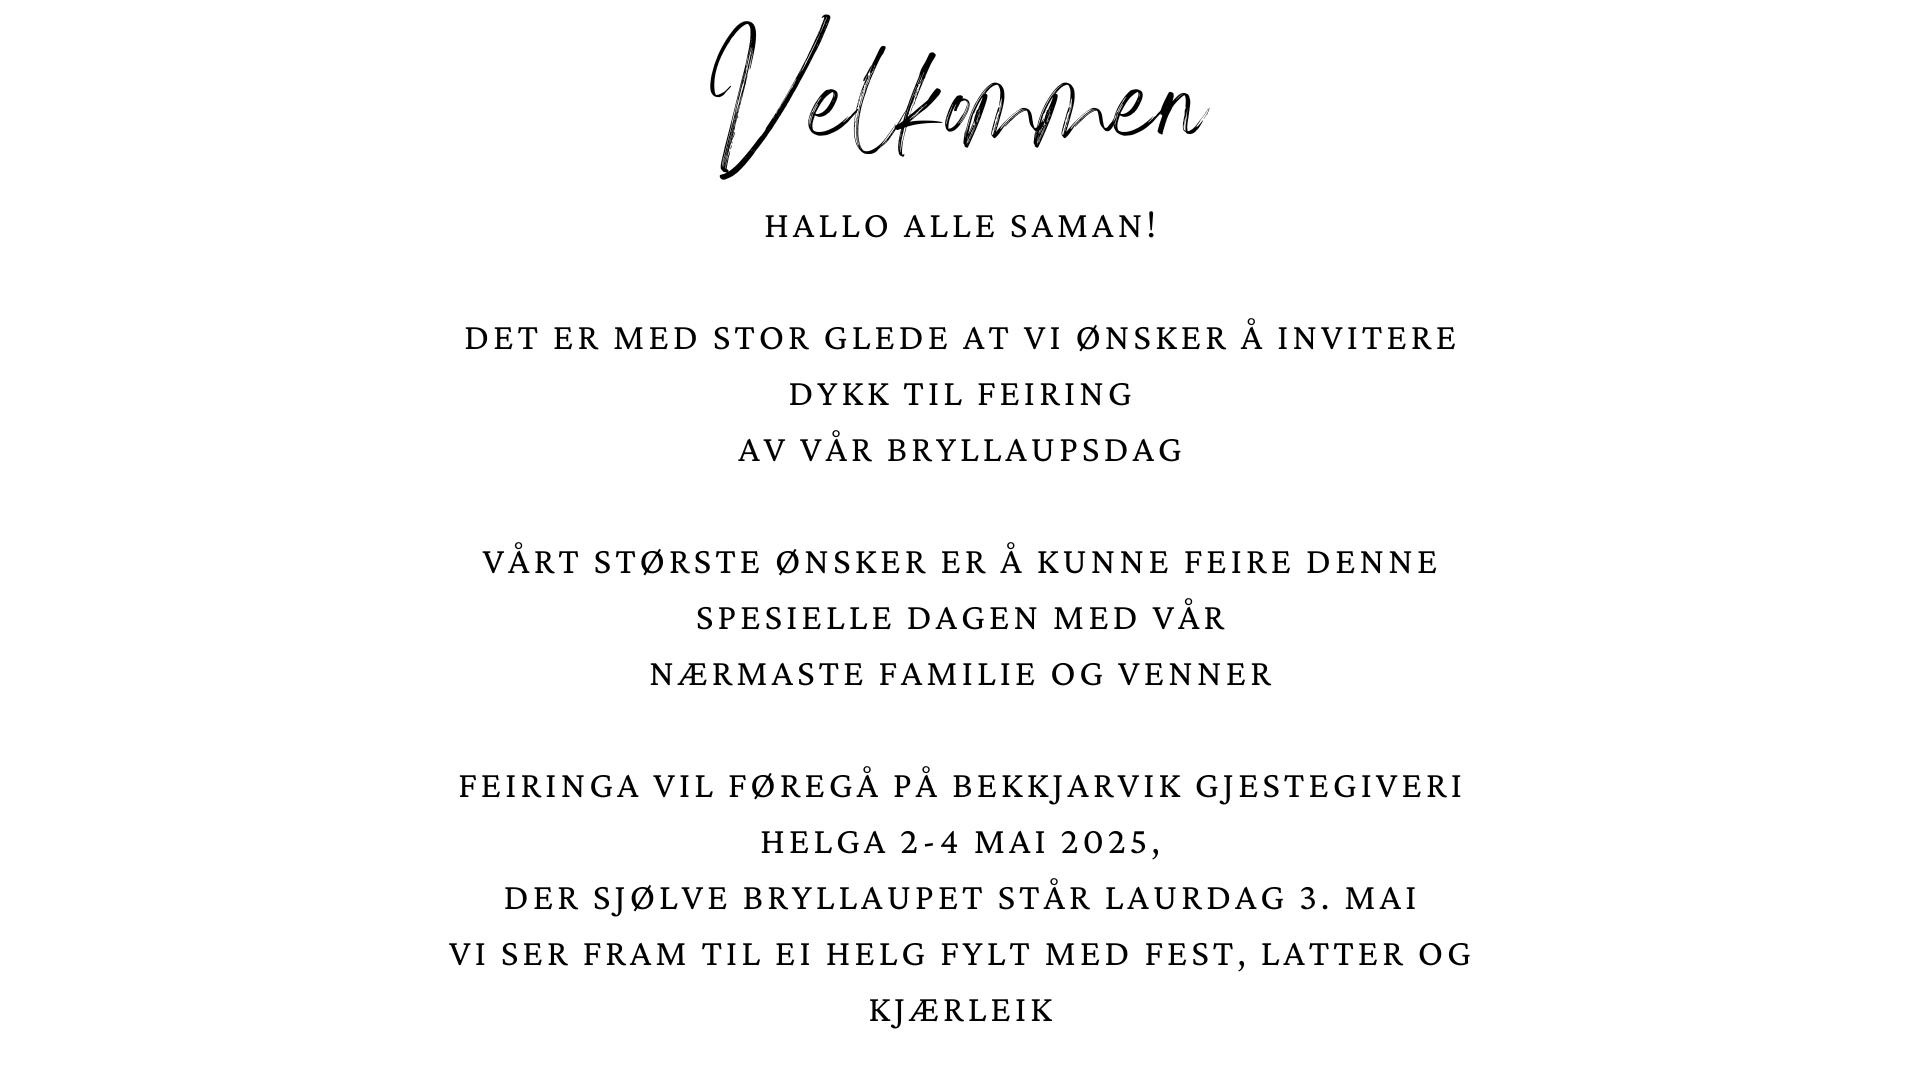 Velkommen
HALLO ALLE SAMAN!
DET ER MED STOR GLEDE AT VI ØNSKER Å INVITERE
DYKK TIL FEIRING
AV VÅR BRYLLAUPSDAG
VÅRT STØRSTE ØNSKER ER Å KUNNE FEIRE DENNE
SPESIELLE DAGEN MED VÅR
NÆRMASTE FAMILIE OG VENNER
FEIRINGA VIL FØREGÅ PÅ BEKKJARVIK GJESTEGIVERI
HELGA 2-4 MAI 2025,
DER SJØLVE BRYLLAUPET STÅR LAURDAG 3. MAI
VI SER FRAM TIL EI HELG FYLT MED FEST, LATTER OG
KJÆRLEIK